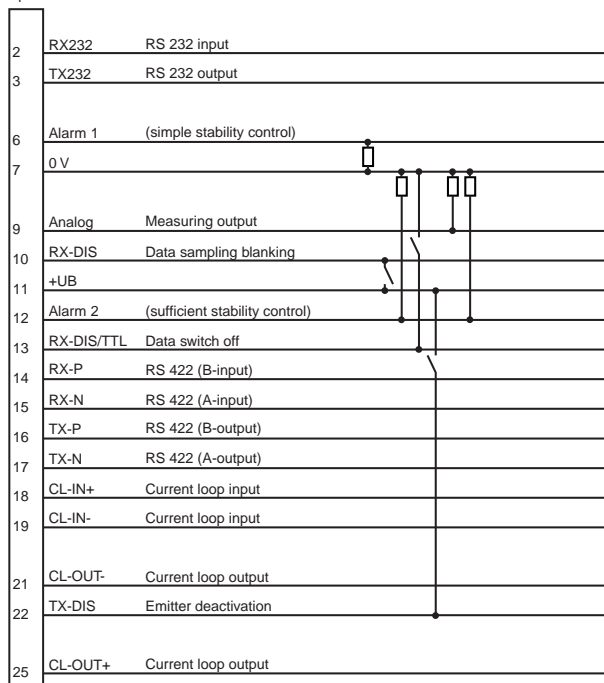 2 RX232 RS 232 input
3 TX232 RS 232 output
6 Alarm 1 (simple stability control)
7 0 V
9 Analog Measuring output
10 RX-DIS Data sampling blanking
11 +UB
12 Alarm 2 (sufficient stability control)
13 RX-DIS/TTL Data switch off
14 RX-P RS 422 (B-input)
15 RX-N RS 422 (A-input)
16 TX-P RS 422 (B-output)
17 TX-N RS 422 (A-output)
18 CL-IN+ Current loop input
19 CL-IN- Current loop input
21 CL-OUT- Current loop output
22 TX-DIS Emitter deactivation
25 CL-OUT+ Current loop output